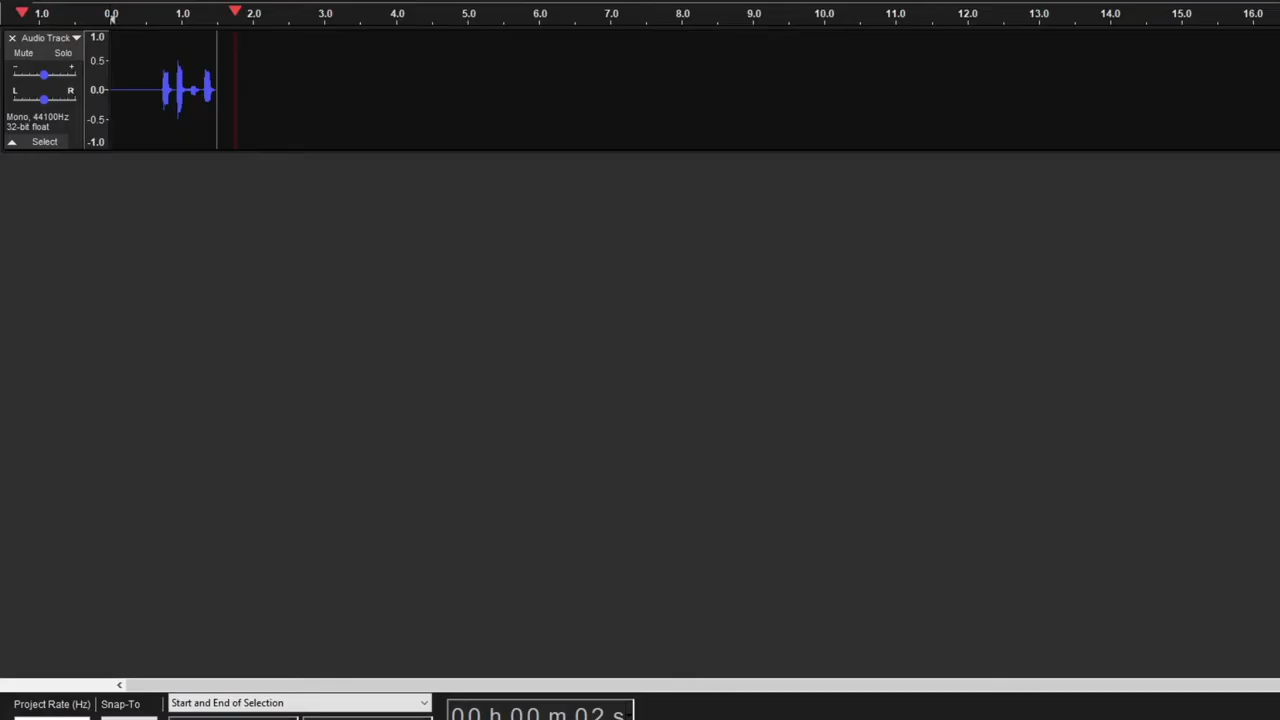 1.0 0.0 1.0 2.0 3.0 4.0 5.0 6.0 7.0 8.0 9.0 10.0 11.0 12.0 13.0 14.0 15.0 16.0
× Audio Track 1.0
Mute Solo
0.5
- +
L R 0.0
Mono, 44100Hz
32-bit float -0.5
Select -1.0
Project Rate (Hz) Snap-To Start and End of Selection
00 h 00 m 02 s